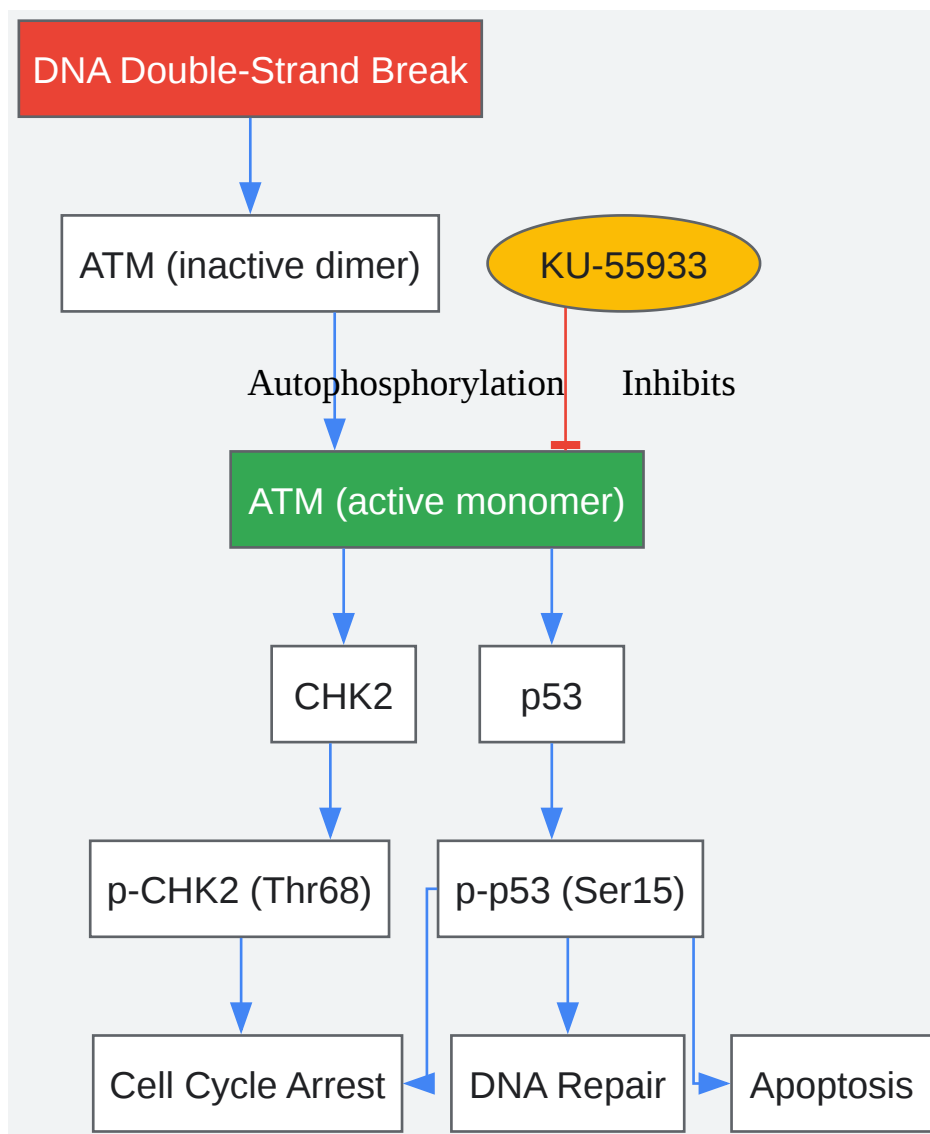 DNA Double-Strand Break
ATM (inactive dimer)
KU-55933
Autophosphorylation
Inhibits
ATM (active monomer)
CHK2
p53
p-CHK2 (Thr68)
p-p53 (Ser15)
Cell Cycle Arrest
DNA Repair
Apoptosis